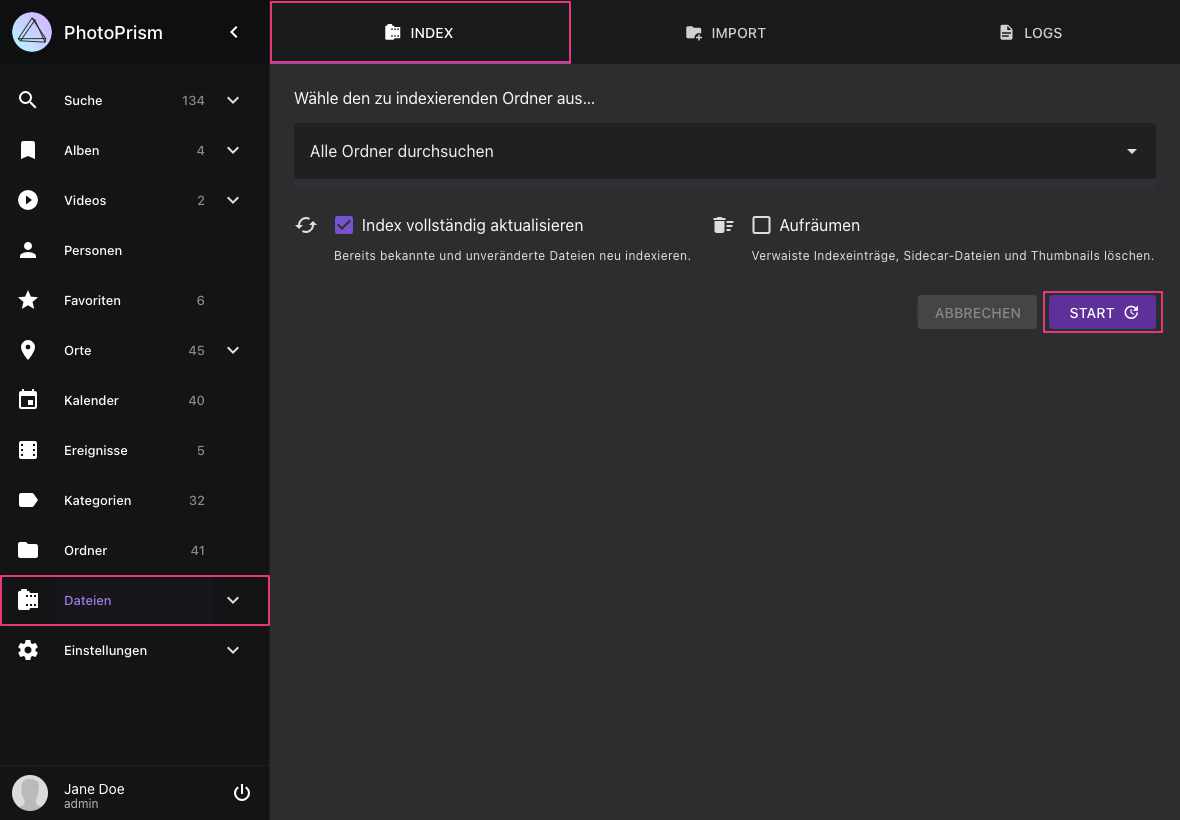 PhotoPrism
Suche 134
Alben 4
Videos 2
Personen
Favoriten 6
Orte 45
Kalender 40
Ereignisse 5
Kategorien 32
Ordner 41
Dateien
Einstellungen
Jane Doe
admin
INDEX
IMPORT
LOGS
Wähle den zu indexierenden Ordner aus...
Alle Ordner durchsuchen
Index vollständig aktualisieren
Bereits bekannte und unveränderte Dateien neu indexieren.
Aufräumen
Verwaiste Indexeinträge, Sidecar-Dateien und Thumbnails löschen.
ABBRECHEN
START